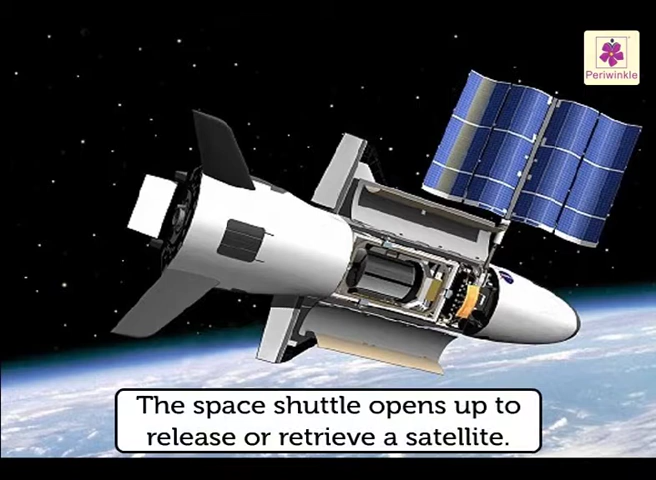 Periwinkle
The space shuttle opens up to
release or retrieve a satellite.